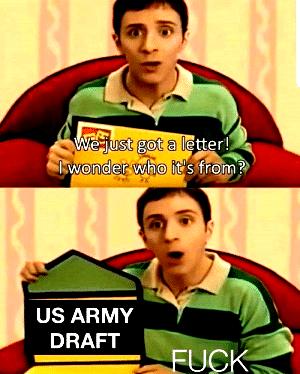 We just got a letter!
I wonder who it's from?
US ARMY
DRAFT
FUCK